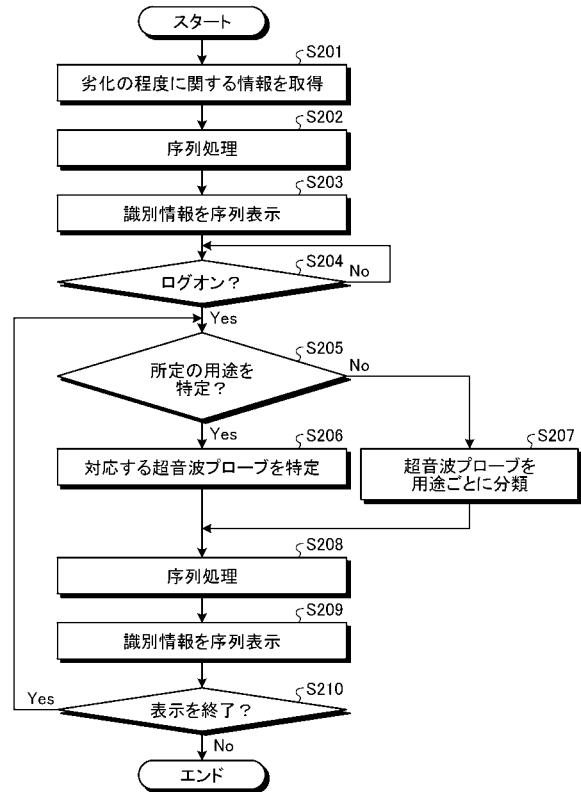 スタート
S201
劣化の程度に関する情報を取得
S202
序列処理
S203
識別情報を序列表示
S204
ログオン？
No
Yes
S205
所定の用途を
特定？
No
Yes
S206
対応する超音波プローブを特定
S207
超音波プローブを
用途ごとに分類
S208
序列処理
S209
識別情報を序列表示
S210
表示を終了？
Yes
No
エンド